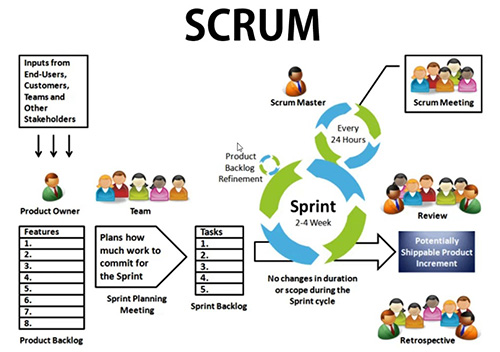 SCRUM
Inputs from
End-Users,
Customers,
Teams and
Other
Stakeholders
Product Owner
Team
Scrum Master
Every
24 Hours
Scrum Meeting
Product
Backlog
Refinement
Sprint
2-4 Week
Review
Features
1.
2.
3.
4.
5.
6.
7.
8.
Product Backlog
Plans how
much work to
commit for
the Sprint
Sprint Planning
Meeting
Tasks
1.
2.
3.
4.
5.
Sprint Backlog
No changes in duration
or scope during the
Sprint cycle
Potentially
Shippable Product
Increment
Retrospective